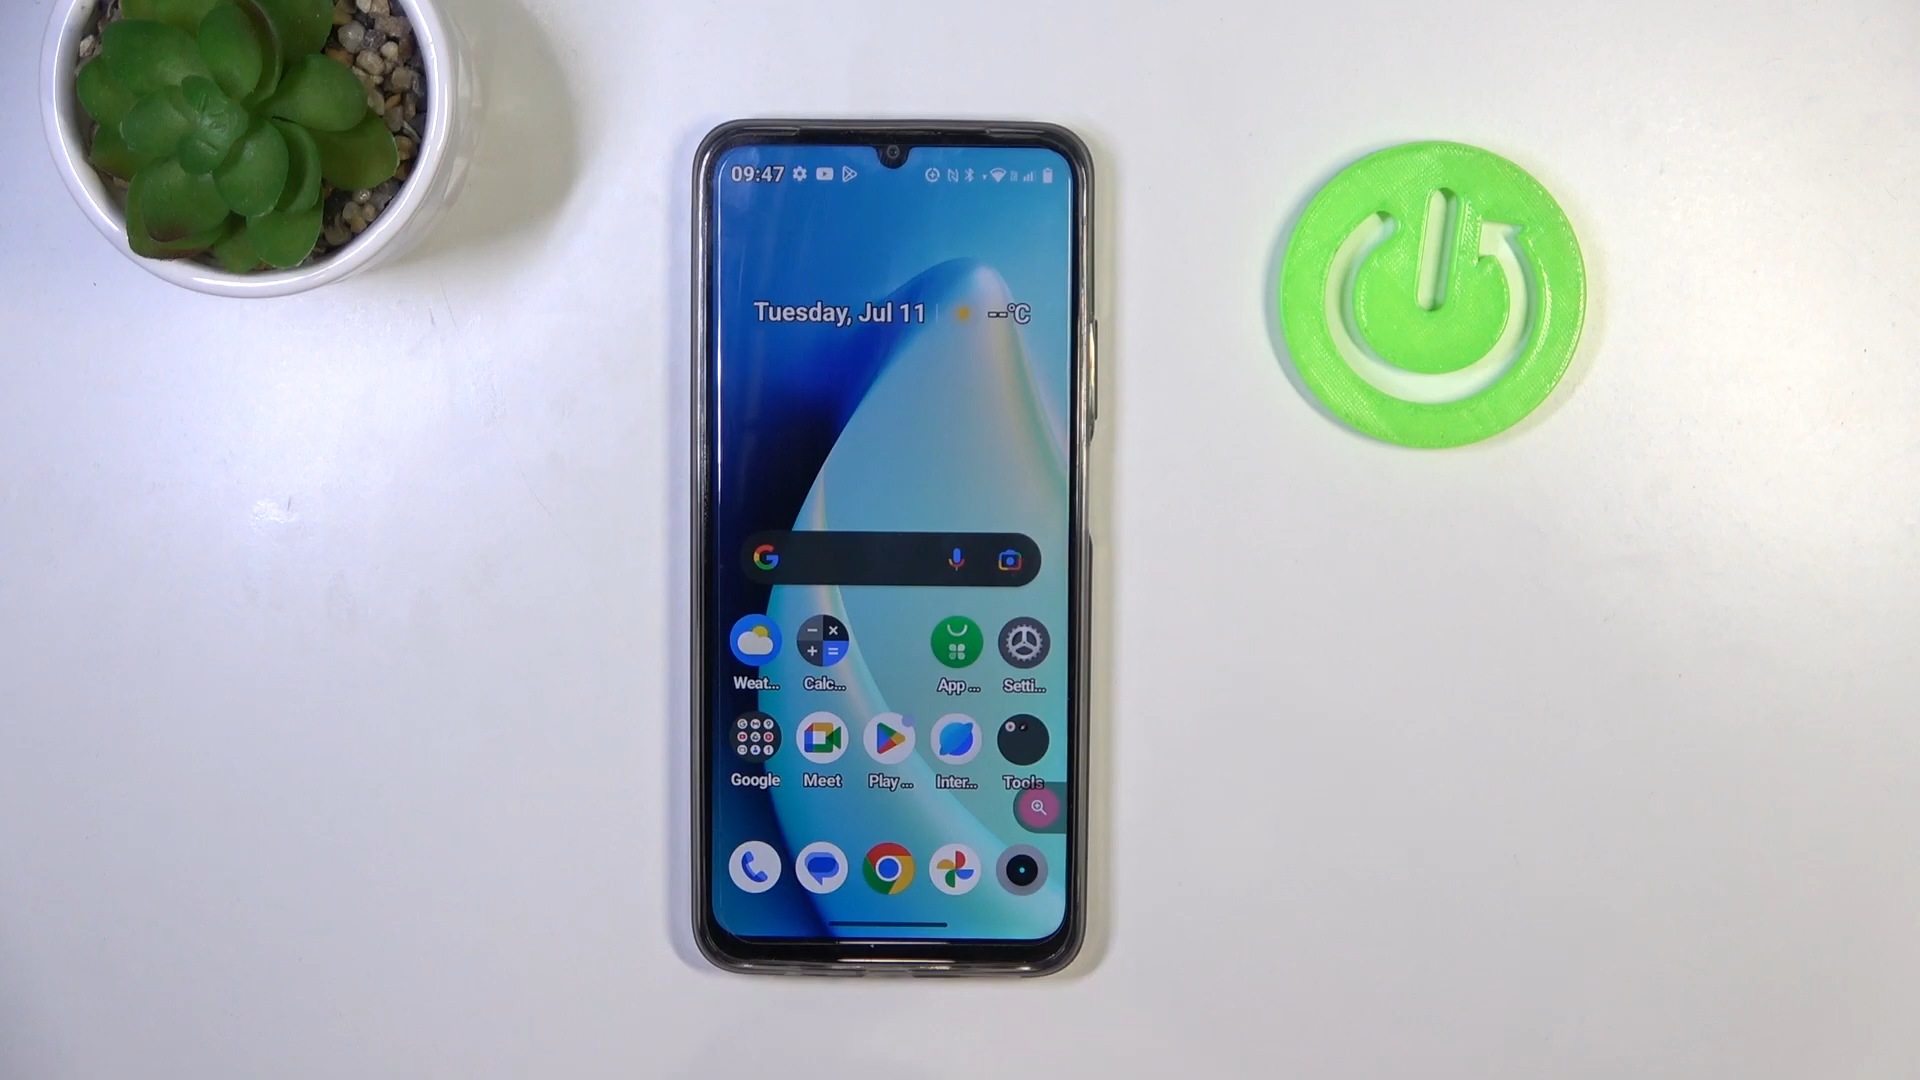 09:47
Tuesday, Jul 11 --°C
G
Weat... Calc... App ... Setti...
Google Meet Play ... Inter... Tools